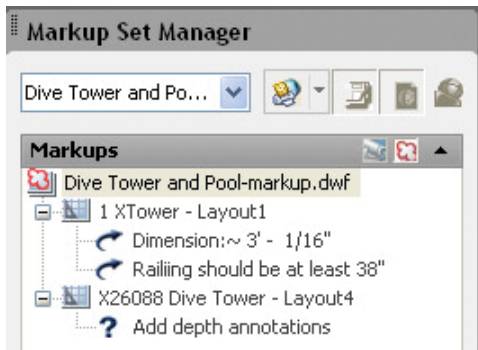 Markup Set Manager
Dive Tower and Po...
Markups
Dive Tower and Pool-markup.dwf
1 XTower - Layout1
Dimension:~ 3' - 1/16"
Railiing should be at least 38"
X26088 Dive Tower - Layout4
? Add depth annotations